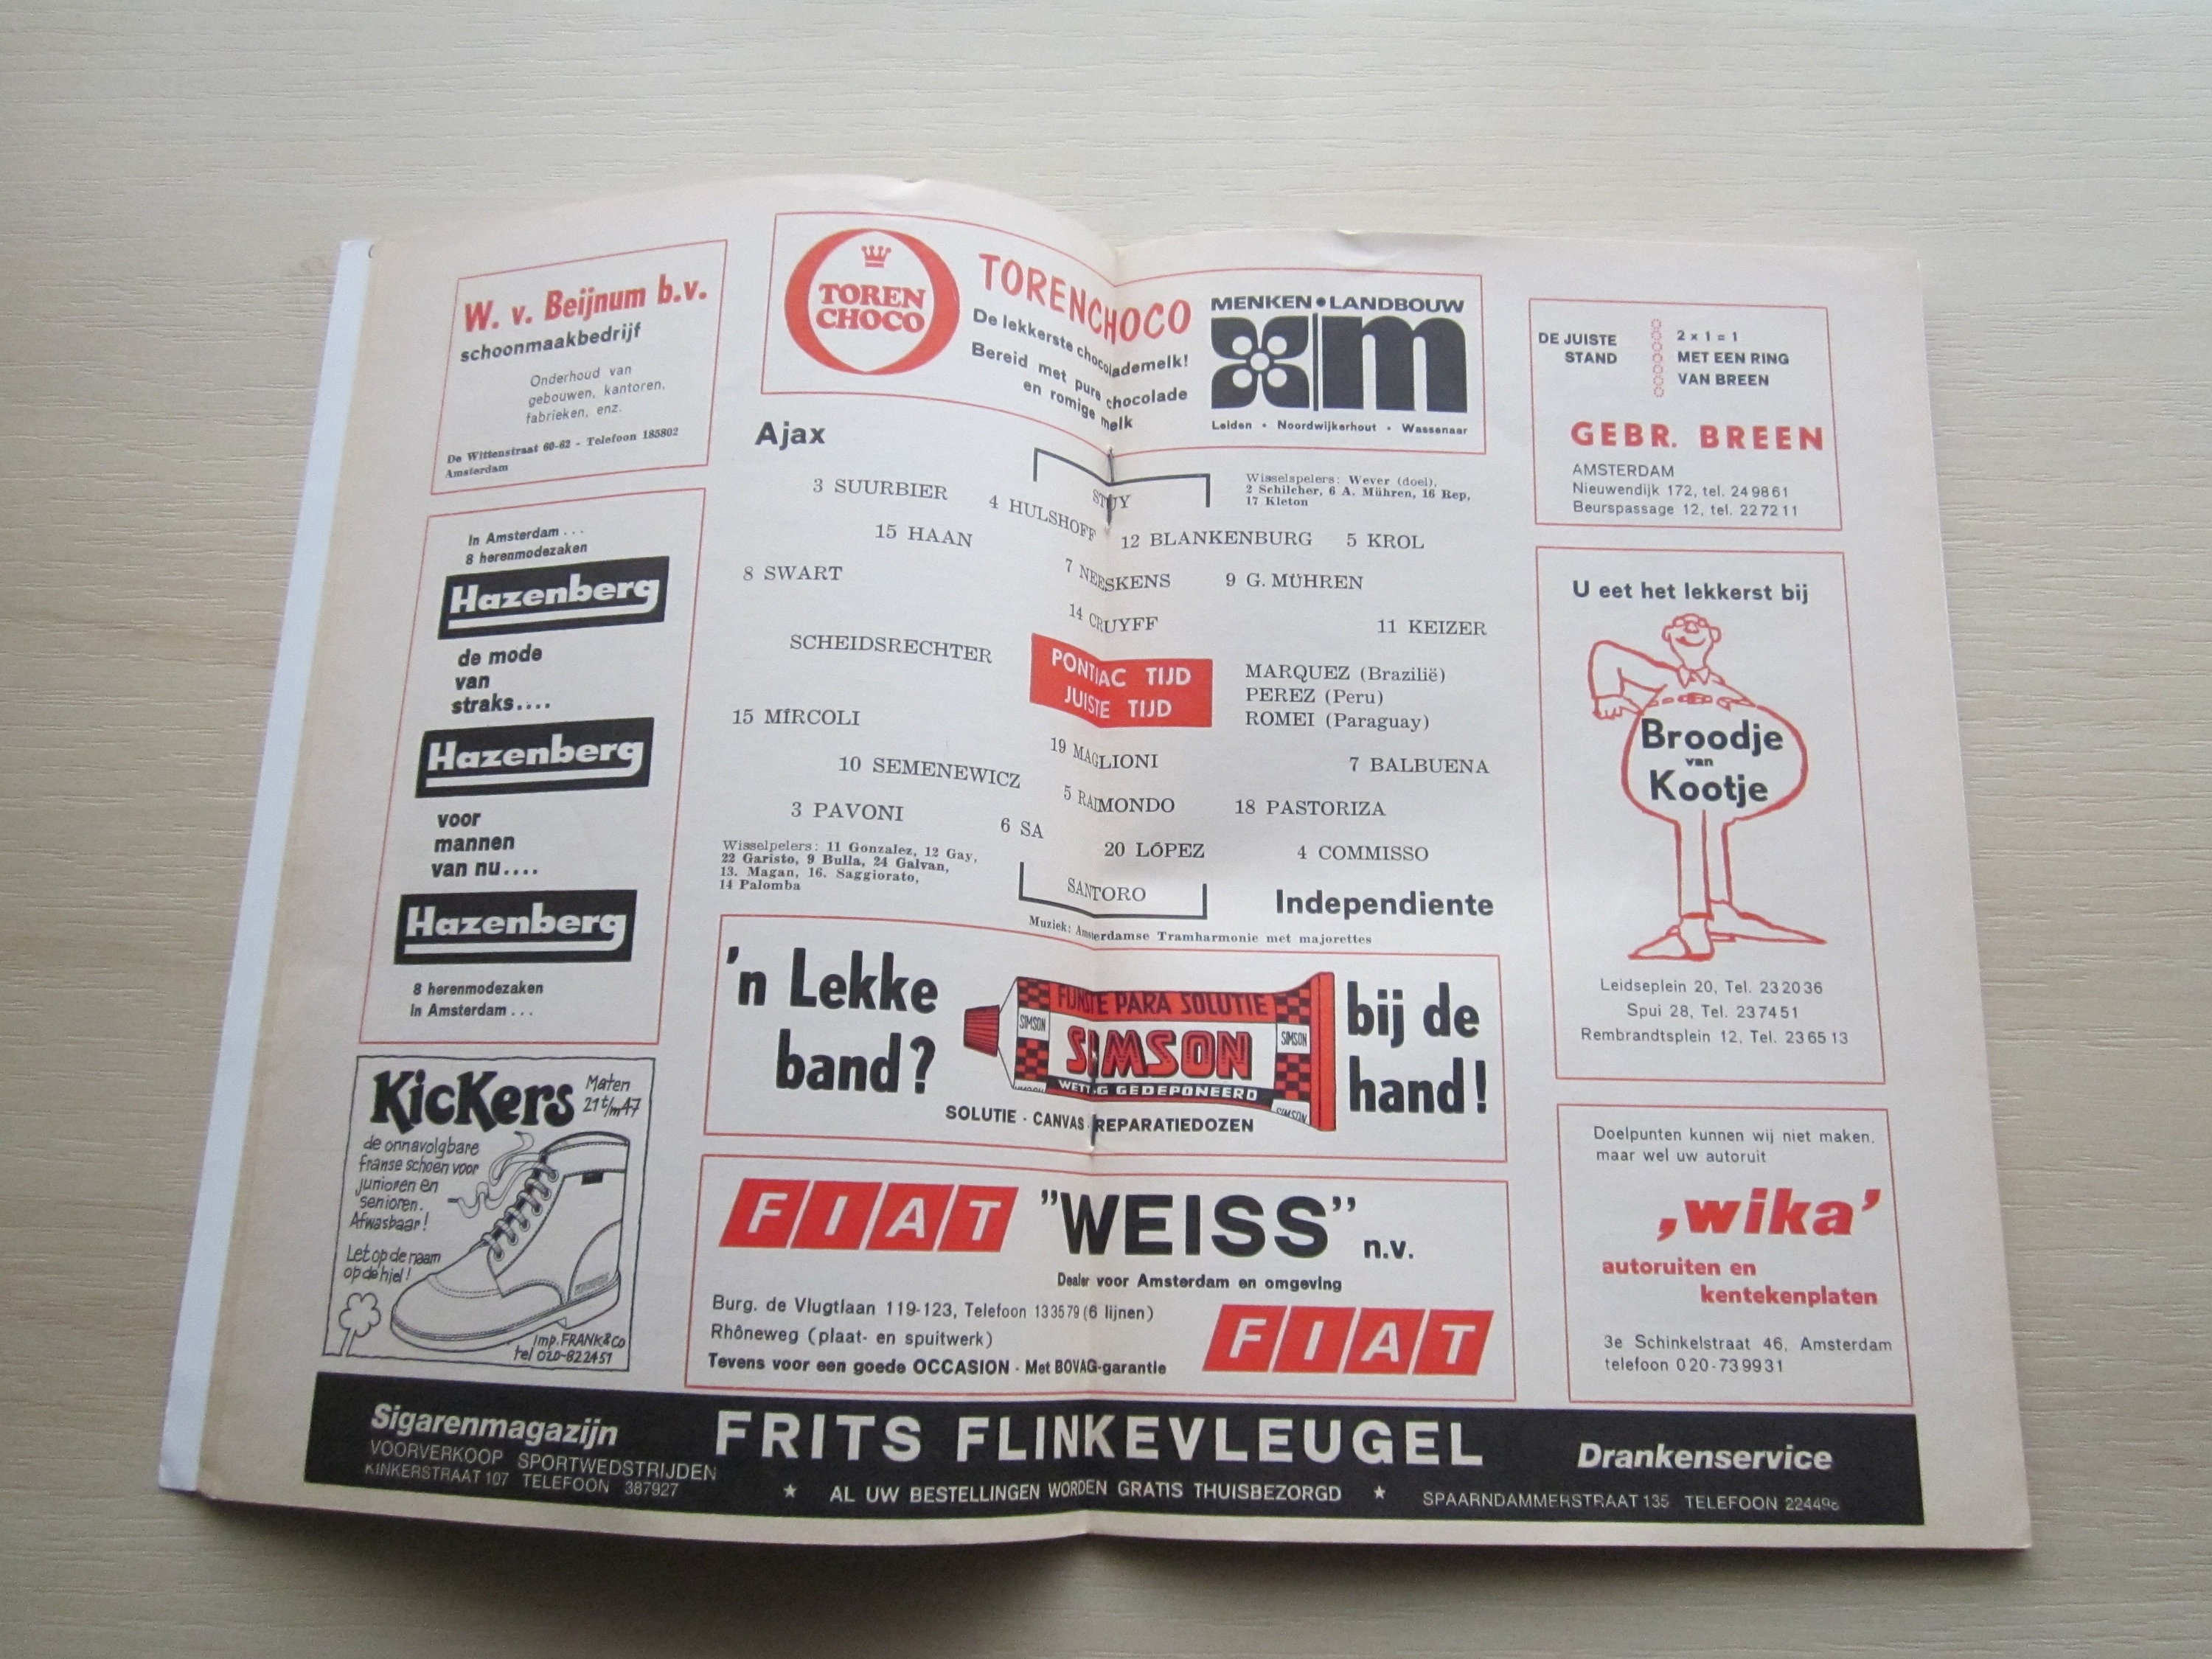 W. v. Beijnum b.v.
schoonmaakbedrijf
Onderhoud van
gebouwen, kantoren,
fabrieken, enz.
De Wittenstraat 60-62 - Telefoon 185802
Amsterdam
In Amsterdam . . .
8 herenmodezaken
Hazenberg
de mode
van
straks....
Hazenberg
voor
mannen
van nu....
Hazenberg
8 herenmodezaken
in Amsterdam . . .
KicKers
Maten
21 t/m 47
de onnavolgbare
franse schoen voor
junioren en
senioren.
Afwasbaar!
Let op de naam
op de hiel!
imp. FRANK & Co
tel 020-822451
TOREN
CHOCO
TORENCHOCO
De lekkerste chocolademelk!
Bereid met pure chocolade
en romige melk
MENKEN • LANDBOUW
m
Leiden - Noordwijkerhout - Wassenaar
Ajax
STUY
Wisselspelers: Wever (doel),
2 Schilcher, 6 A. Mühren, 16 Rep,
17 Kleton
3 SUURBIER
4 HULSHOFF
12 BLANKENBURG
5 KROL
15 HAAN
7 NEESKENS
9 G. MÜHREN
8 SWART
14 CRUYFF
11 KEIZER
SCHEIDSRECHTER
PONTIAC TIJD
JUISTE TIJD
MARQUEZ (Brazilië)
PEREZ (Peru)
ROMEI (Paraguay)
15 MÍRCOLI
19 MAGLIONI
7 BALBUENA
10 SEMENEWICZ
5 RAIMONDO
18 PASTORIZA
3 PAVONI
6 SA
20 LÓPEZ
4 COMMISSO
Wisselpelers: 11 Gonzalez, 12 Gay,
22 Garisto, 9 Bulla, 24 Galvan,
13. Magan, 16. Saggiorato,
14 Palomba
SANTORO
Independiente
Muziek: Amsterdamse Tramharmonie met majorettes
'n Lekke
band?
FIJNSTE PARA SOLUTIE
SIMSON
SIMSON
SIMSON
WETTIG GEDEPONEERD
SIMSON
bij de
hand!
SOLUTIE - CANVAS - REPARATIEDOZEN
FIAT "WEISS" n.v.
Dealer voor Amsterdam en omgeving
Burg. de Vlugtlaan 119-123, Telefoon 133579 (6 lijnen)
Rhôneweg (plaat- en spuitwerk)
Tevens voor een goede OCCASION - Met BOVAG-garantie
FIAT
DE JUISTE
STAND
2 x 1 = 1
MET EEN RING
VAN BREEN
GEBR. BREEN
AMSTERDAM
Nieuwendijk 172, tel. 249861
Beurspassage 12, tel. 227211
U eet het lekkerst bij
Broodje
van
Kootje
Leidseplein 20, Tel. 232036
Spui 28, Tel. 237451
Rembrandtsplein 12, Tel. 236513
Doelpunten kunnen wij niet maken,
maar wel uw autoruit
‚wika’
autoruiten en
kentekenplaten
3e Schinkelstraat 46, Amsterdam
telefoon 020-739931
Sigarenmagazijn
VOORVERKOOP SPORTWEDSTRIJDEN
KINKERSTRAAT 107 TELEFOON 387927
FRITS FLINKEVLEUGEL
★ AL UW BESTELLINGEN WORDEN GRATIS THUISBEZORGD ★
Drankenservice
SPAARNDAMMERSTRAAT 135 TELEFOON